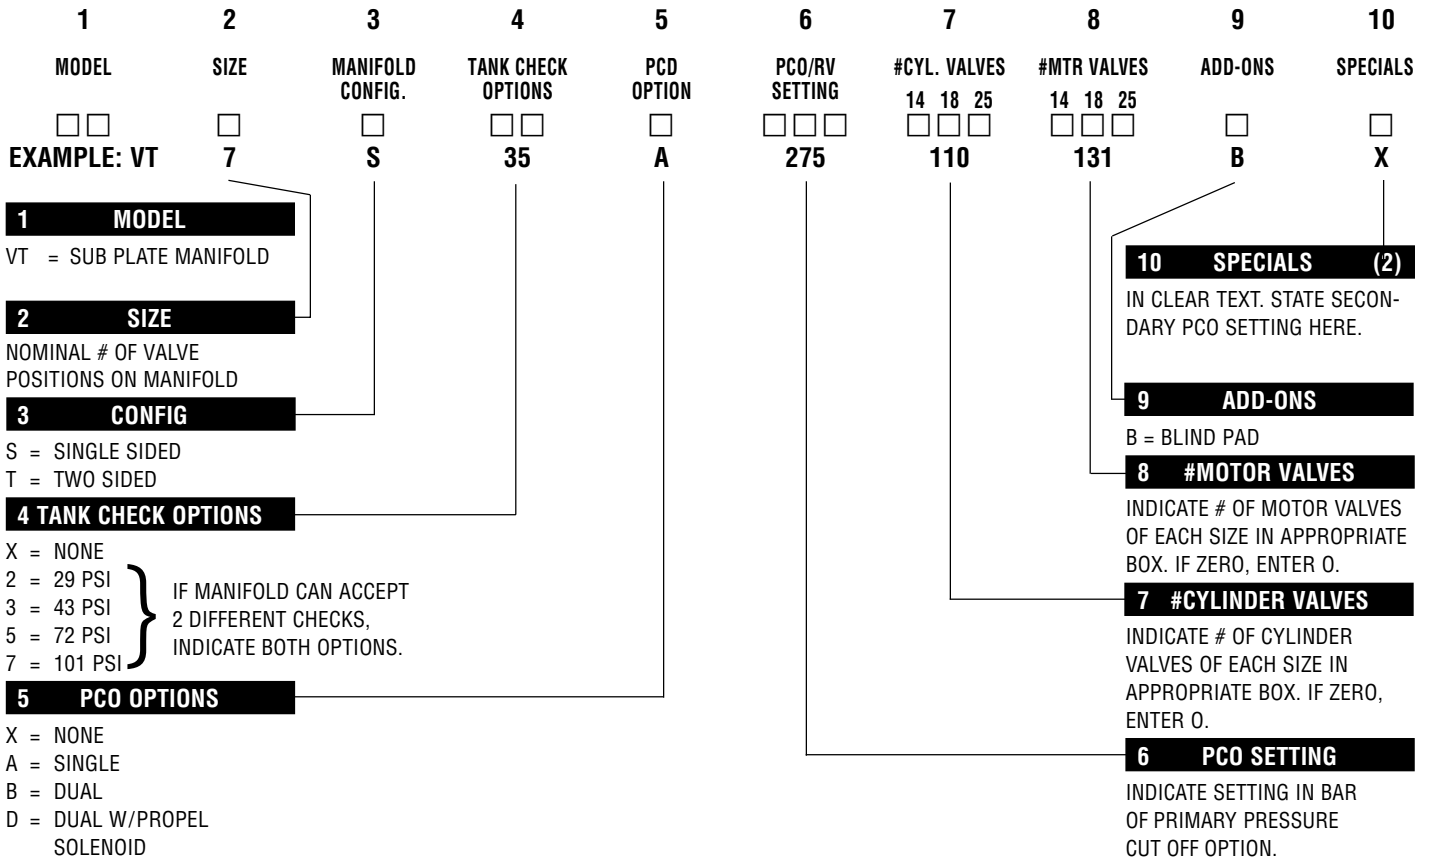 1 2 3 4 5 6 7 8 9 10
MODEL SIZE MANIFOLD CONFIG. TANK CHECK OPTIONS PCD OPTION PCO/RV SETTING #CYL. VALVES #MTR VALVES ADD-ONS SPECIALS
14 18 25 14 18 25
EXAMPLE: VT 7 S 35 A 275 110 131 B X
1 MODEL
VT = SUB PLATE MANIFOLD
2 SIZE
NOMINAL # OF VALVE
POSITIONS ON MANIFOLD
3 CONFIG
S = SINGLE SIDED
T = TWO SIDED
4 TANK CHECK OPTIONS
X = NONE
2 = 29 PSI
3 = 43 PSI
5 = 72 PSI
7 = 101 PSI
IF MANIFOLD CAN ACCEPT
2 DIFFERENT CHECKS,
INDICATE BOTH OPTIONS.
5 PCO OPTIONS
X = NONE
A = SINGLE
B = DUAL
D = DUAL W/PROPEL
SOLENOID
10 SPECIALS (2)
IN CLEAR TEXT. STATE SECON-
DARY PCO SETTING HERE.
9 ADD-ONS
B = BLIND PAD
8 #MOTOR VALVES
INDICATE # OF MOTOR VALVES
OF EACH SIZE IN APPROPRIATE
BOX. IF ZERO, ENTER O.
7 #CYLINDER VALVES
INDICATE # OF CYLINDER
VALVES OF EACH SIZE IN
APPROPRIATE BOX. IF ZERO,
ENTER O.
6 PCO SETTING
INDICATE SETTING IN BAR
OF PRIMARY PRESSURE
CUT OFF OPTION.